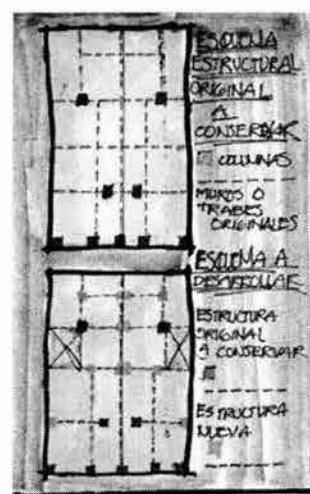 ESQUEMA
ESTRUCTURAL
ORIGINAL
A
CONSERVAR
COLUMNAS
MUROS O
TRABES
ORIGINALES
ESQUEMA A
DESARROLLAR
ESTRUCTURA
ORIGINAL
A CONSERVAR
ESTRUCTURA
NUEVA